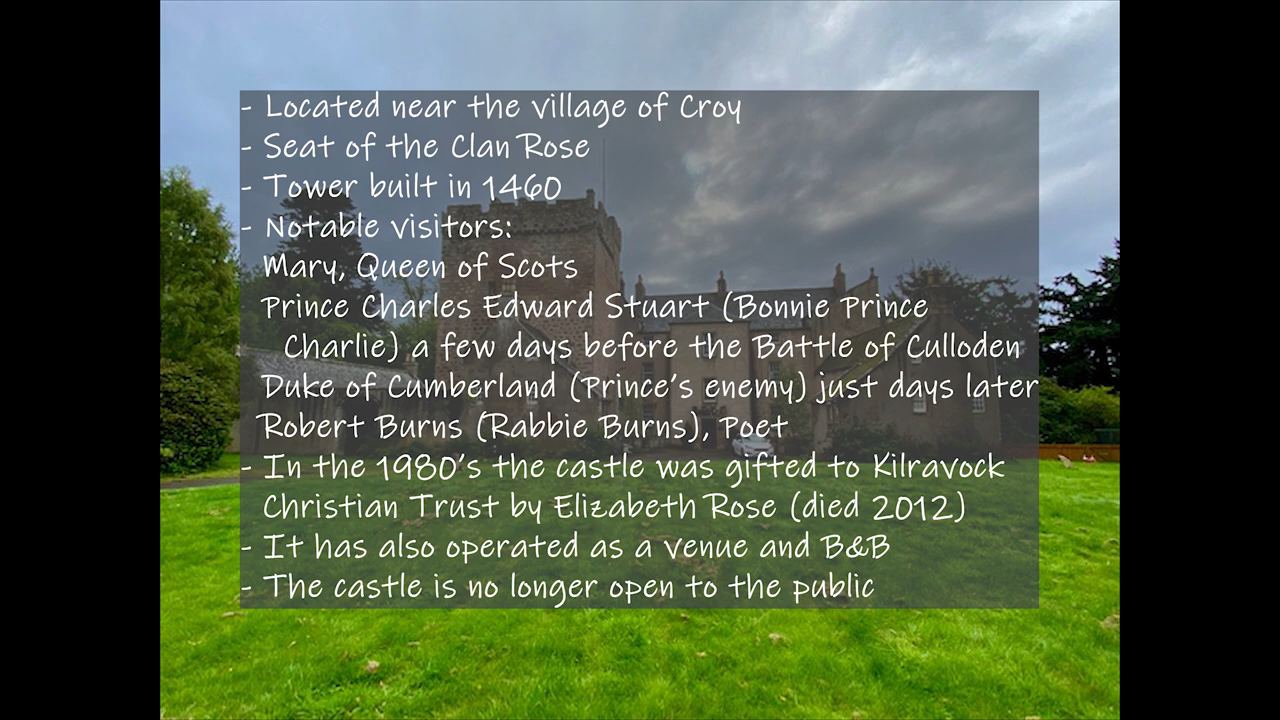 - Located near the village of Croy
- Seat of the Clan Rose
- Tower built in 1460
- Notable visitors:
Mary, Queen of Scots
Prince Charles Edward Stuart (Bonnie Prince
Charlie) a few days before the Battle of Culloden
Duke of Cumberland (Prince's enemy) just days later
Robert Burns (Rabbie Burns), Poet
- In the 1980's the castle was gifted to Kilravock
Christian Trust by Elizabeth Rose (died 2012)
- It has also operated as a venue and B&B
- The castle is no longer open to the public